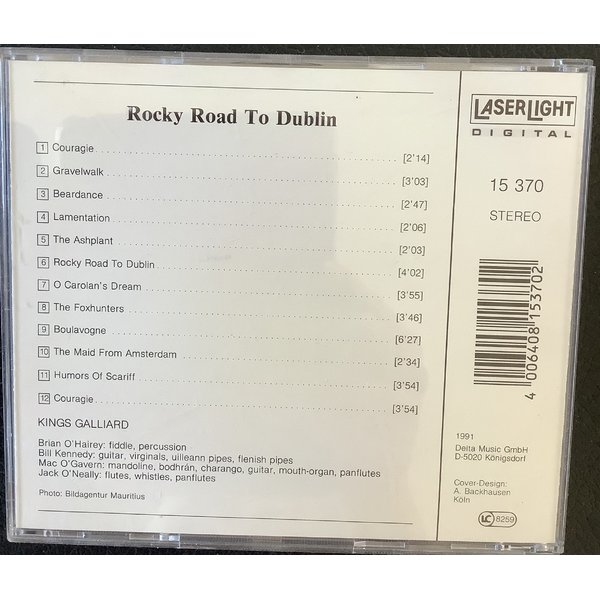 Rocky Road To Dublin
1 Couragie [2'14]
2 Gravelwalk [3'03]
3 Beardance [2'47]
4 Lamentation [2'06]
5 The Ashplant [2'03]
6 Rocky Road To Dublin [4'02]
7 O Carolan's Dream [3'55]
8 The Foxhunters [3'46]
9 Boulavogne [6'27]
10 The Maid From Amsterdam [2'34]
11 Humors Of Scariff [3'54]
12 Couragie [3'54]
KINGS GALLIARD
Brian O'Hairey: fiddle, percussion
Bill Kennedy: guitar, virginals, uilleann pipes, flenish pipes
Mac O'Gavern: mandoline, bodhrán, charango, guitar, mouth-organ, panflutes
Jack O'Neally: flutes, whistles, panflutes
Photo: Bildagentur Mauritius
LASERLIGHT
DIGITAL
15 370
STEREO
4 006408 153702
1991
Delta Music GmbH
D-5020 Königsdorf
Cover-Design:
A. Backhausen
Köln
LC 8259